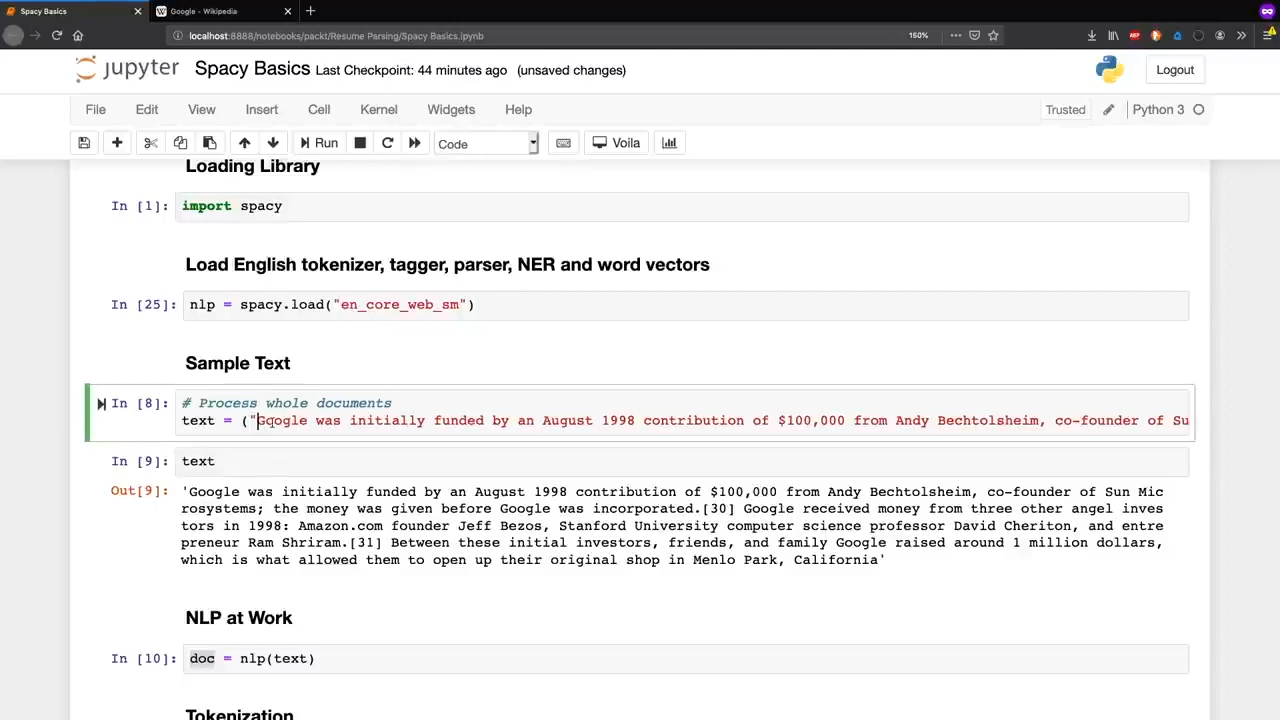 Spacy Basics
Google - Wikipedia
localhost:8888/notebooks/packt/Resume Parsing/Spacy Basics.ipynb
150%
jupyter Spacy Basics Last Checkpoint: 44 minutes ago (unsaved changes)
Logout
File Edit View Insert Cell Kernel Widgets Help
Trusted
Python 3
Run
Code
Voila
Loading Library
In [1]: import spacy
Load English tokenizer, tagger, parser, NER and word vectors
In [25]: nlp = spacy.load("en_core_web_sm")
Sample Text
In [8]: # Process whole documents
text = ("Google was initially funded by an August 1998 contribution of $100,000 from Andy Bechtolsheim, co-founder of Su
In [9]: text
Out[9]: 'Google was initially funded by an August 1998 contribution of $100,000 from Andy Bechtolsheim, co-founder of Sun Mic
rosystems; the money was given before Google was incorporated.[30] Google received money from three other angel inves
tors in 1998: Amazon.com founder Jeff Bezos, Stanford University computer science professor David Cheriton, and entre
preneur Ram Shriram.[31] Between these initial investors, friends, and family Google raised around 1 million dollars,
which is what allowed them to open up their original shop in Menlo Park, California'
NLP at Work
In [10]: doc = nlp(text)
Tokenization